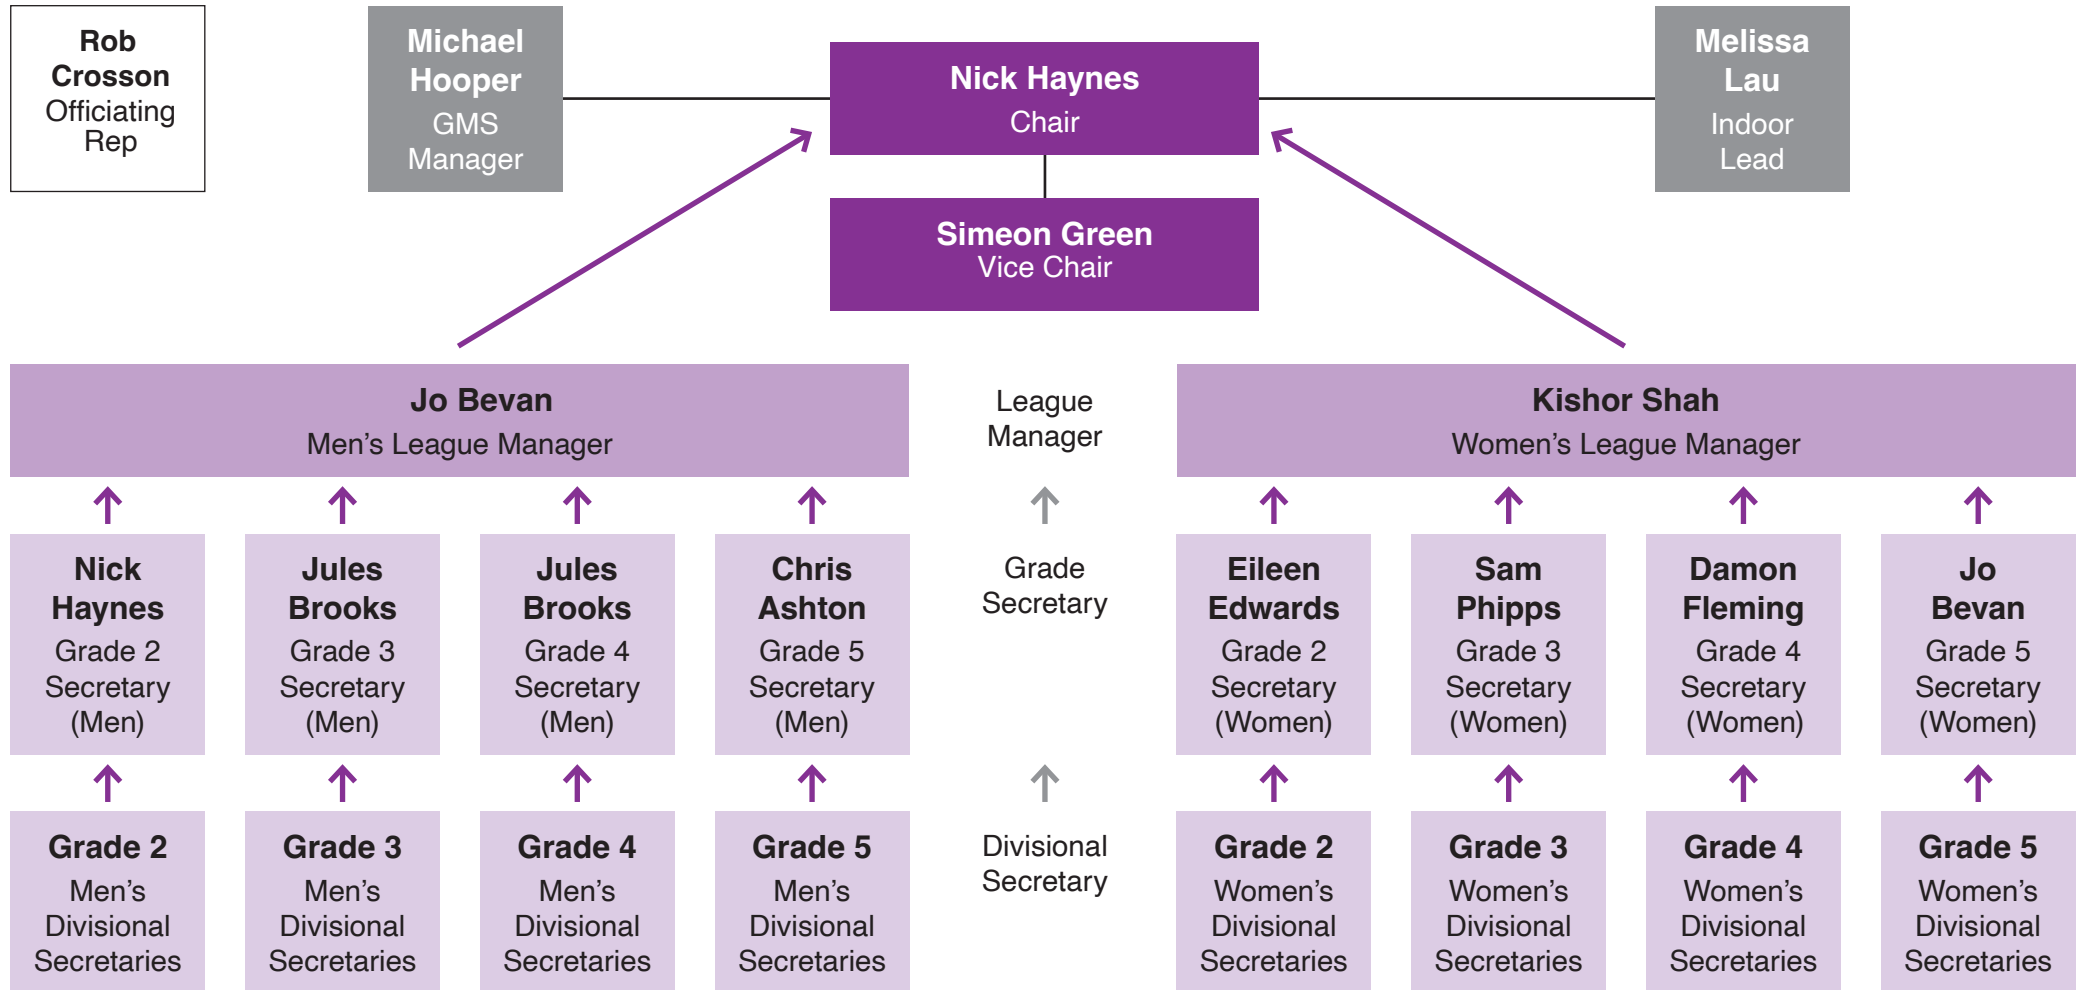 Rob
Crosson
Officiating
Rep
Michael
Hooper
GMS
Manager
Nick Haynes
Chair
Melissa
Lau
Indoor
Lead
Simeon Green
Vice Chair
Jo Bevan
Men’s League Manager
League
Manager
Kishor Shah
Women’s League Manager
Nick
Haynes
Grade 2
Secretary
(Men)
Jules
Brooks
Grade 3
Secretary
(Men)
Jules
Brooks
Grade 4
Secretary
(Men)
Chris
Ashton
Grade 5
Secretary
(Men)
Grade
Secretary
Eileen
Edwards
Grade 2
Secretary
(Women)
Sam
Phipps
Grade 3
Secretary
(Women)
Damon
Fleming
Grade 4
Secretary
(Women)
Jo
Bevan
Grade 5
Secretary
(Women)
Grade 2
Men’s
Divisional
Secretaries
Grade 3
Men’s
Divisional
Secretaries
Grade 4
Men’s
Divisional
Secretaries
Grade 5
Men’s
Divisional
Secretaries
Divisional
Secretary
Grade 2
Women’s
Divisional
Secretaries
Grade 3
Women’s
Divisional
Secretaries
Grade 4
Women’s
Divisional
Secretaries
Grade 5
Women’s
Divisional
Secretaries